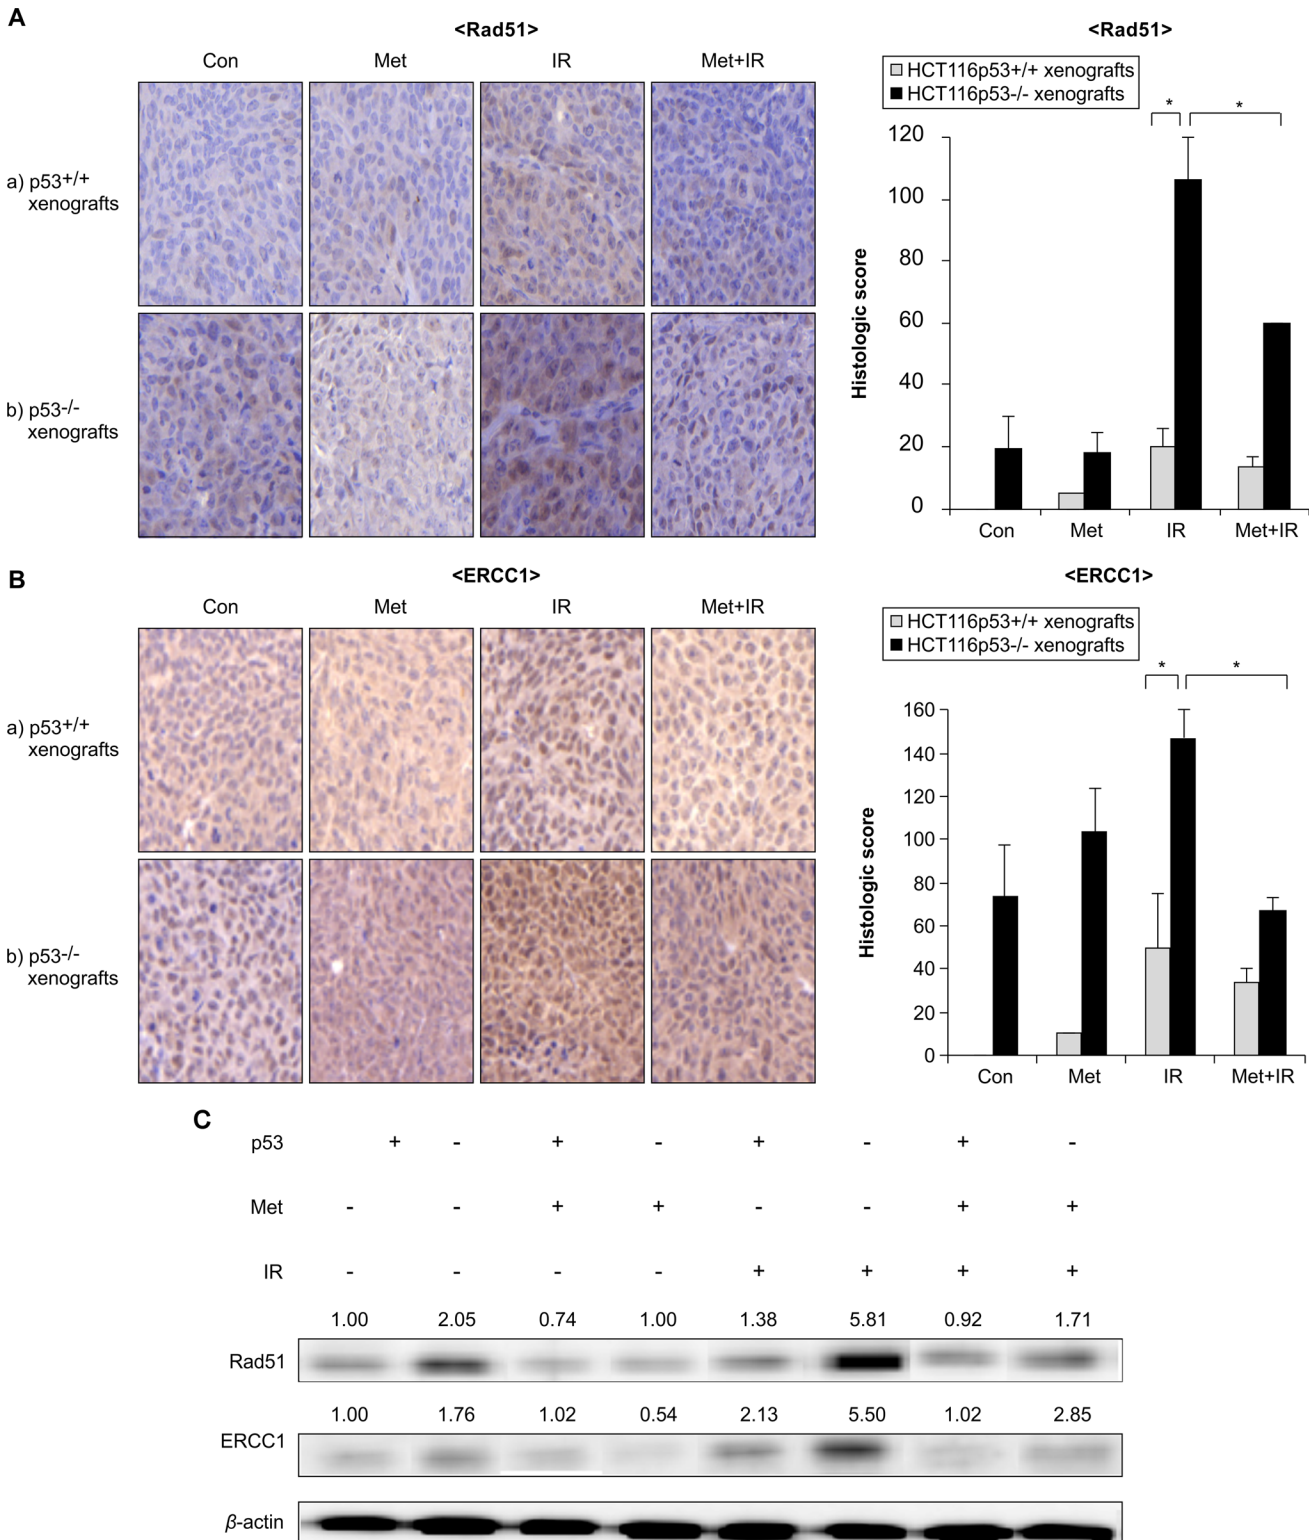 A
<Rad51>
Con Met IR Met+IR
a) p53+/+
xenografts
b) p53-/-
xenografts
<Rad51>
HCT116p53+/+ xenografts
HCT116p53-/- xenografts
* *
Histologic score
120
100
80
60
40
20
0
Con Met IR Met+IR
B
<ERCC1>
Con Met IR Met+IR
a) p53+/+
xenografts
b) p53-/-
xenografts
<ERCC1>
HCT116p53+/+ xenografts
HCT116p53-/- xenografts
* *
Histologic score
160
140
120
100
80
60
40
20
0
Con Met IR Met+IR
C
p53 + - + - + - + -
Met - - + + - - + +
IR - - - - + + + +
1.00 2.05 0.74 1.00 1.38 5.81 0.92 1.71
Rad51
1.00 1.76 1.02 0.54 2.13 5.50 1.02 2.85
ERCC1
β-actin